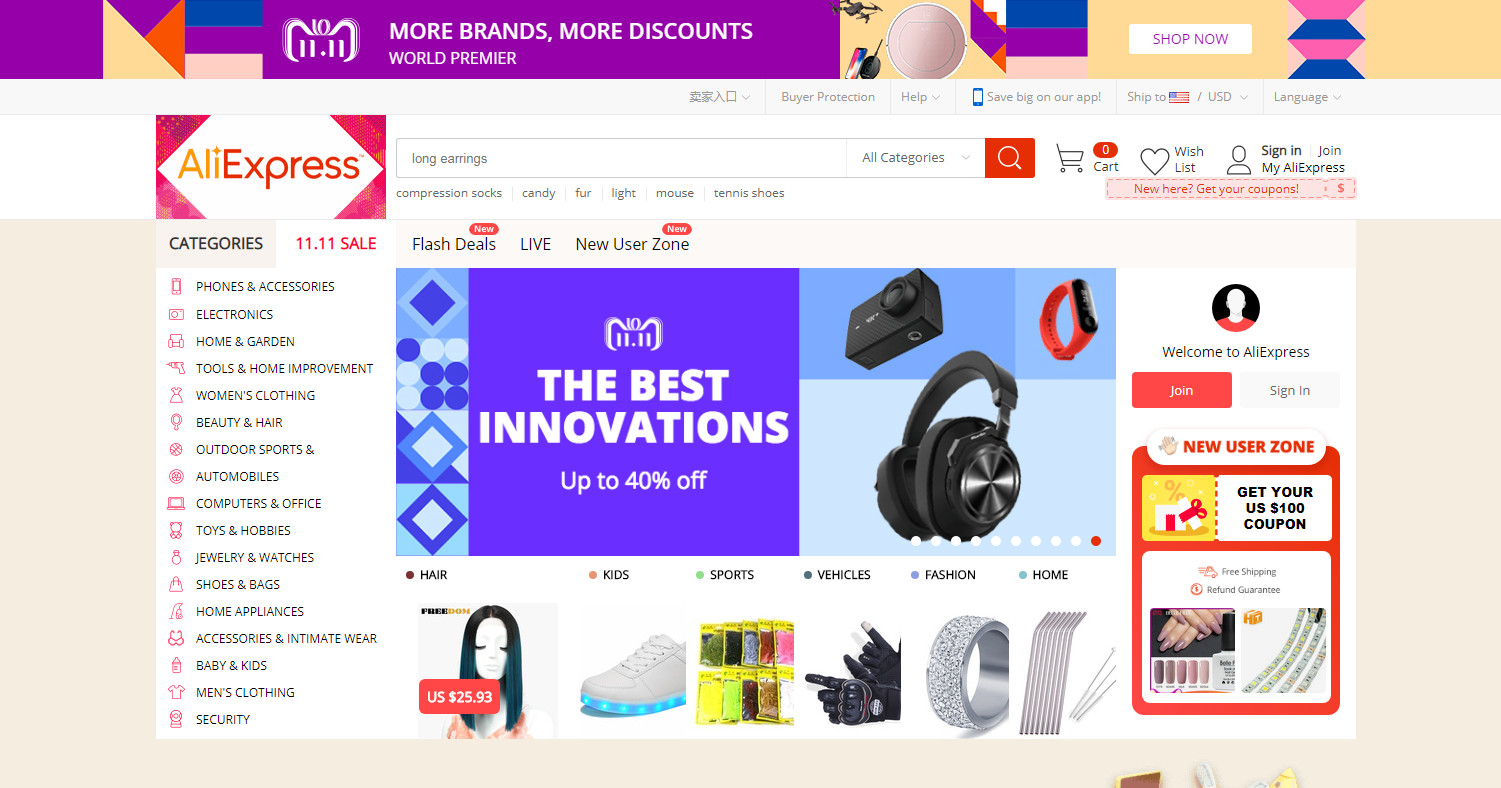 11.11
MORE BRANDS, MORE DISCOUNTS
WORLD PREMIER
SHOP NOW
卖家入口
Buyer Protection
Help
Save big on our app!
Ship to / USD
Language
AliExpress™
long earrings
All Categories
0
Cart
Wish
List
Sign in
Join
My AliExpress
compression socks
candy
fur
light
mouse
tennis shoes
New here? Get your coupons!
$
CATEGORIES
11.11 SALE
Flash Deals
New
LIVE
New User Zone
New
PHONES & ACCESSORIES
ELECTRONICS
HOME & GARDEN
TOOLS & HOME IMPROVEMENT
WOMEN'S CLOTHING
BEAUTY & HAIR
OUTDOOR SPORTS &
AUTOMOBILES
COMPUTERS & OFFICE
TOYS & HOBBIES
JEWELRY & WATCHES
SHOES & BAGS
HOME APPLIANCES
ACCESSORIES & INTIMATE WEAR
BABY & KIDS
MEN'S CLOTHING
SECURITY
11.11
THE BEST
INNOVATIONS
Up to 40% off
Welcome to AliExpress
Join
Sign In
NEW USER ZONE
%
GET YOUR
US $100
COUPON
Free Shipping
Refund Guarantee
HAIR
KIDS
SPORTS
VEHICLES
FASHION
HOME
FREEDOM
US $25.93